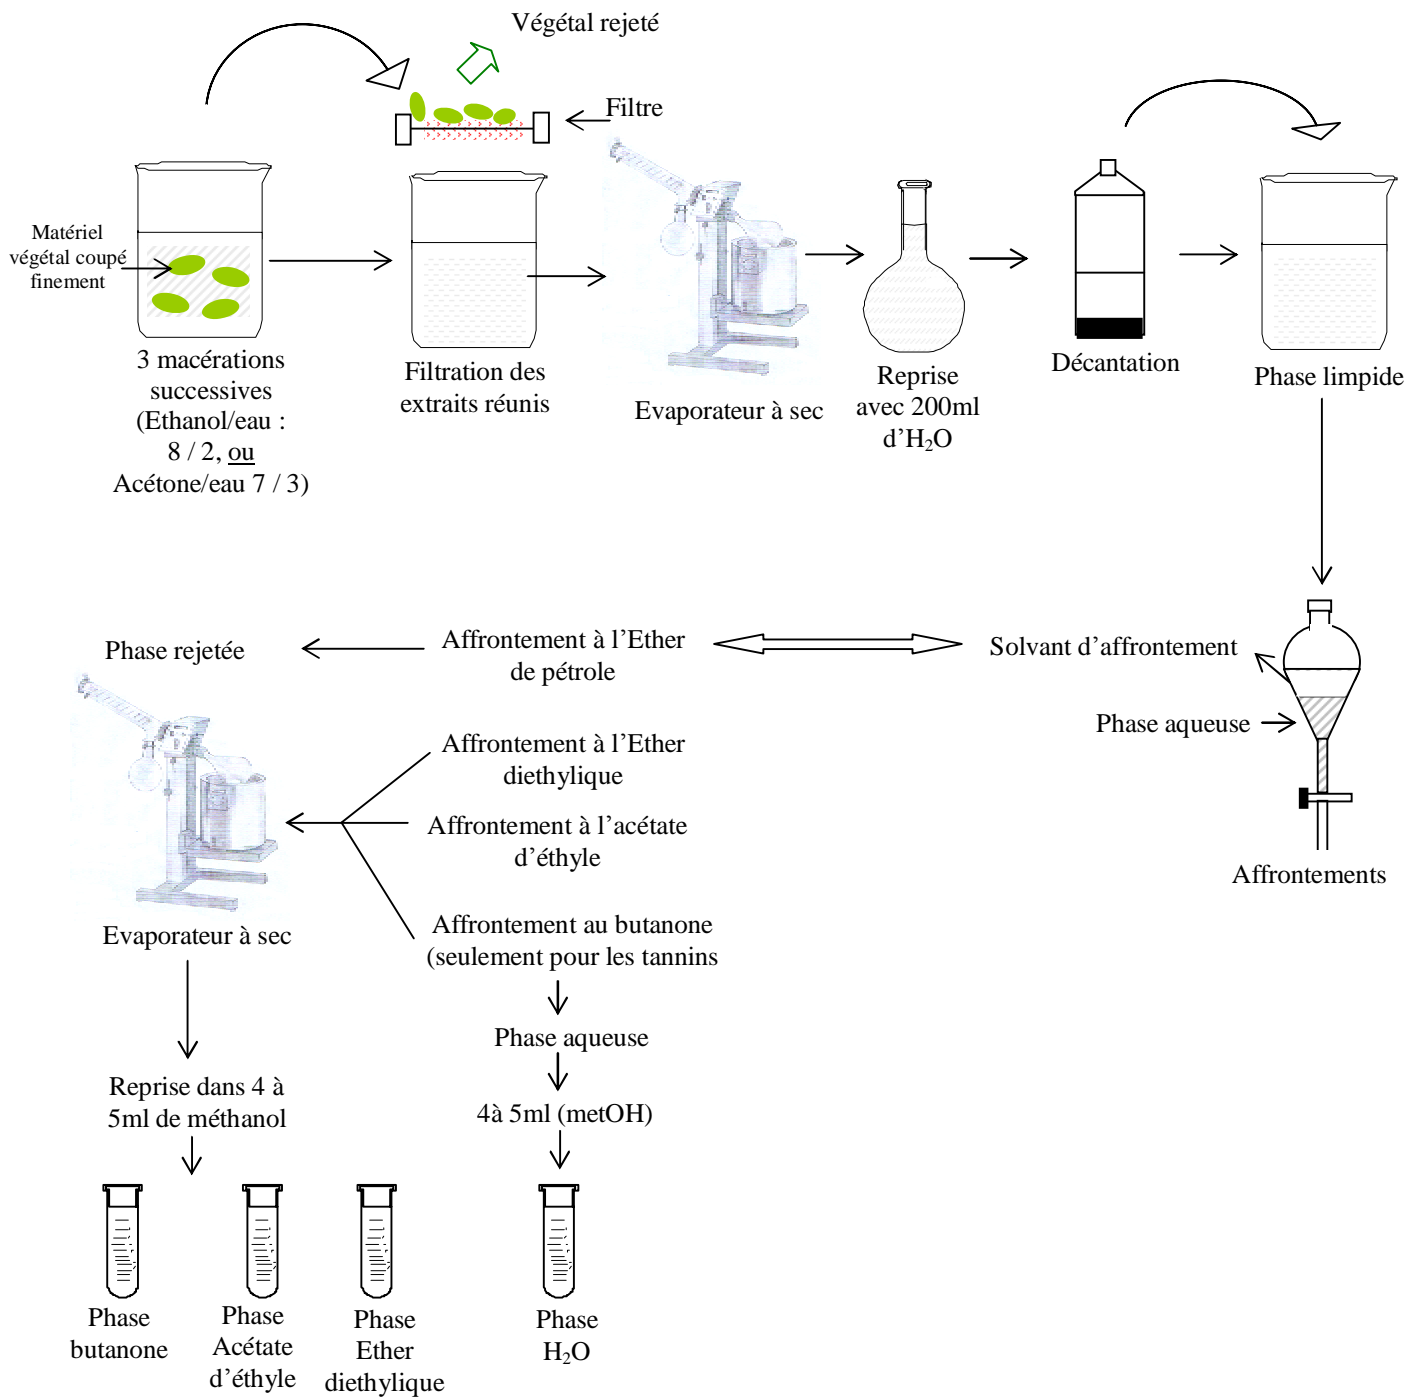 Végétal rejeté
Filtre
Matériel
végétal coupé
finement
3 macérations
successives
(Ethanol/eau :
8 / 2, ou
Acétone/eau 7 / 3)
Filtration des
extraits réunis
Evaporateur à sec
Reprise
avec 200ml
d’H₂O
Décantation
Phase limpide
Phase rejetée
Affrontement à l’Ether
de pétrole
Solvant d’affrontement
Phase aqueuse
Affrontements
Affrontement à l’Ether
diethylique
Affrontement à l’acétate
d’éthyle
Affrontement au butanone
(seulement pour les tannins
Evaporateur à sec
Phase aqueuse
Reprise dans 4 à
5ml de méthanol
4à 5ml (metOH)
Phase
butanone
Phase
Acétate
d’éthyle
Phase
Ether
diethylique
Phase
H₂O